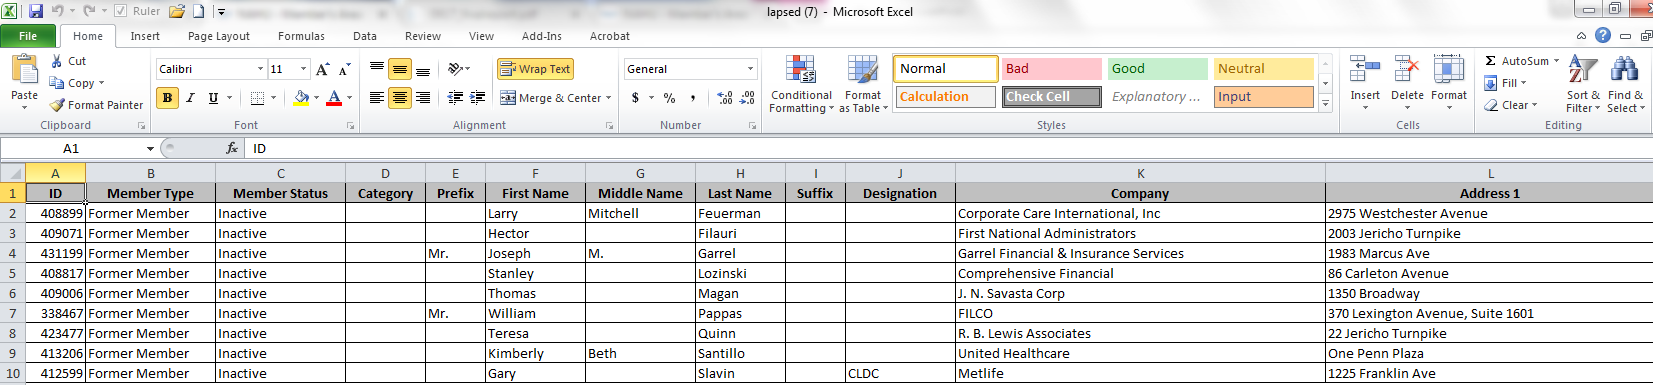 lapsed (7) - Microsoft Excel
Ruler
File Home Insert Page Layout Formulas Data Review View Add-Ins Acrobat
Cut
Copy
Format Painter
Paste
Clipboard
Calibri 11
B I U
Font
Wrap Text
Merge & Center
Alignment
General
$ % ,
Number
Conditional Formatting
Format as Table
Normal Bad Good Neutral
Calculation Check Cell Explanatory ... Input
Styles
Insert Delete Format
Cells
Σ AutoSum
Fill
Clear
Sort & Filter
Find & Select
Editing
A1 fx ID
A B C D E F G H I J K L
1 ID Member Type Member Status Category Prefix First Name Middle Name Last Name Suffix Designation Company Address 1
2 408899 Former Member Inactive Larry Mitchell Feuerman Corporate Care International, Inc 2975 Westchester Avenue
3 409071 Former Member Inactive Hector Filauri First National Administrators 2003 Jericho Turnpike
4 431199 Former Member Inactive Mr. Joseph M. Garrel Garrel Financial & Insurance Services 1983 Marcus Ave
5 408817 Former Member Inactive Stanley Lozinski Comprehensive Financial 86 Carleton Avenue
6 409006 Former Member Inactive Thomas Magan J. N. Savasta Corp 1350 Broadway
7 338467 Former Member Inactive Mr. William Pappas FILCO 370 Lexington Avenue, Suite 1601
8 423477 Former Member Inactive Teresa Quinn R. B. Lewis Associates 22 Jericho Turnpike
9 413206 Former Member Inactive Kimberly Beth Santillo United Healthcare One Penn Plaza
10 412599 Former Member Inactive Gary Slavin CLDC Metlife 1225 Franklin Ave